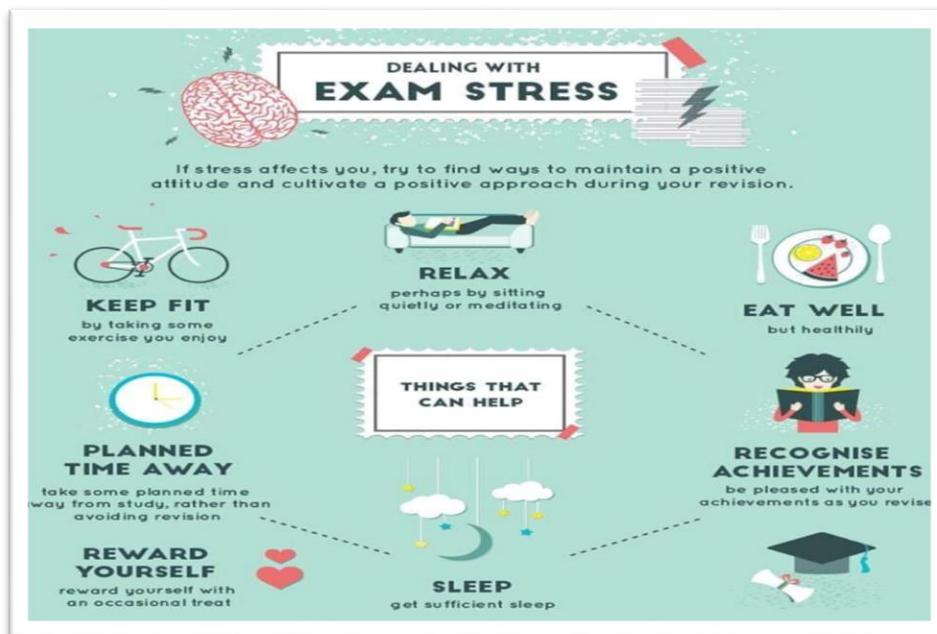 DEALING WITH
EXAM STRESS
If stress affects you, try to find ways to maintain a positive
attitude and cultivate a positive approach during your revision.
KEEP FIT
by taking some
exercise you enjoy
RELAX
perhaps by sitting
quietly or meditating
EAT WELL
but healthily
THINGS THAT
CAN HELP
PLANNED
TIME AWAY
take some planned time
away from study, rather than
avoiding revision
RECOGNISE
ACHIEVEMENTS
be pleased with your
achievements as you revise
REWARD
YOURSELF
reward yourself with
an occasional treat
SLEEP
get sufficient sleep